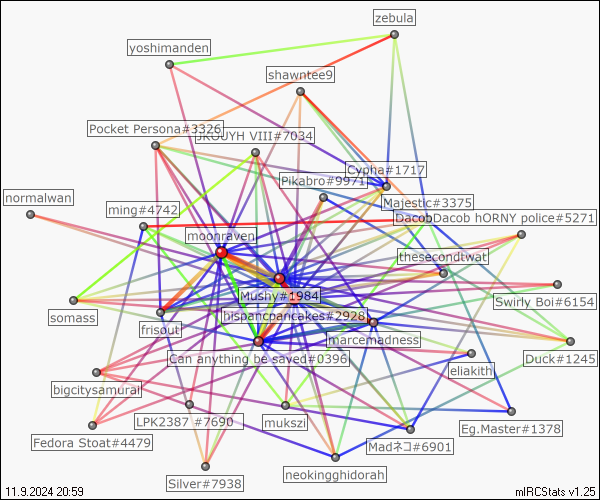 zebula
yoshimanden
shawntee9
Pocket Persona#3326
JKOUYH VIII#7034
Cypha#1717
Pikabro#9971
normalwan
Majestic#3375
ming#4742
DacobDacob hORNY police#5271
moonraven
thesecondtwat
Mushy#1984
Swirly Boi#6154
somass
hispanicpancakes#2928
frisout
marcemadness
Can anything be saved#0396
Duck#1245
eliakith
bigcitysamurai
LPK2387 #7690
mukszi
Eg.Master#1378
Fedora Stoat#4479
Madネコ#6901
neokingghidorah
Silver#7938
11.9.2024 20:59
mIRCStats v1.25